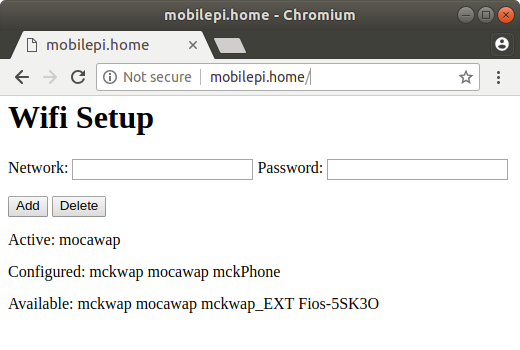 mobilepi.home - Chromium
mobilepi.home
Not secure mobilepi.home/
Wifi Setup
Network: Password:
Add Delete
Active: mocawap
Configured: mckwap mocawap mckPhone
Available: mckwap mocawap mckwap_EXT Fios-5SK3O